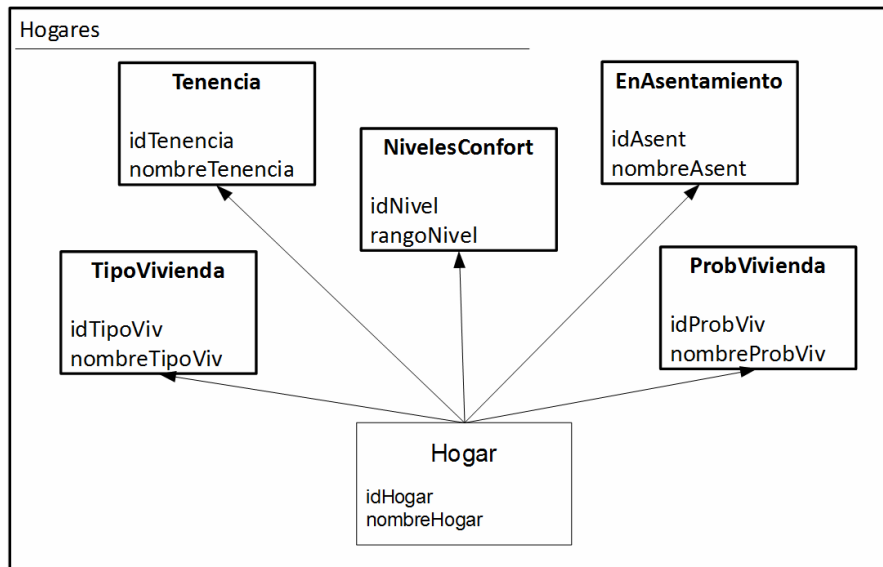 Hogares
Tenencia
idTenencia
nombreTenencia
EnAsentamiento
idAsent
nombreAsent
NivelesConfort
idNivel
rangoNivel
TipoVivienda
idTipoViv
nombreTipoViv
ProbVivienda
idProbViv
nombreProbViv
Hogar
idHogar
nombreHogar